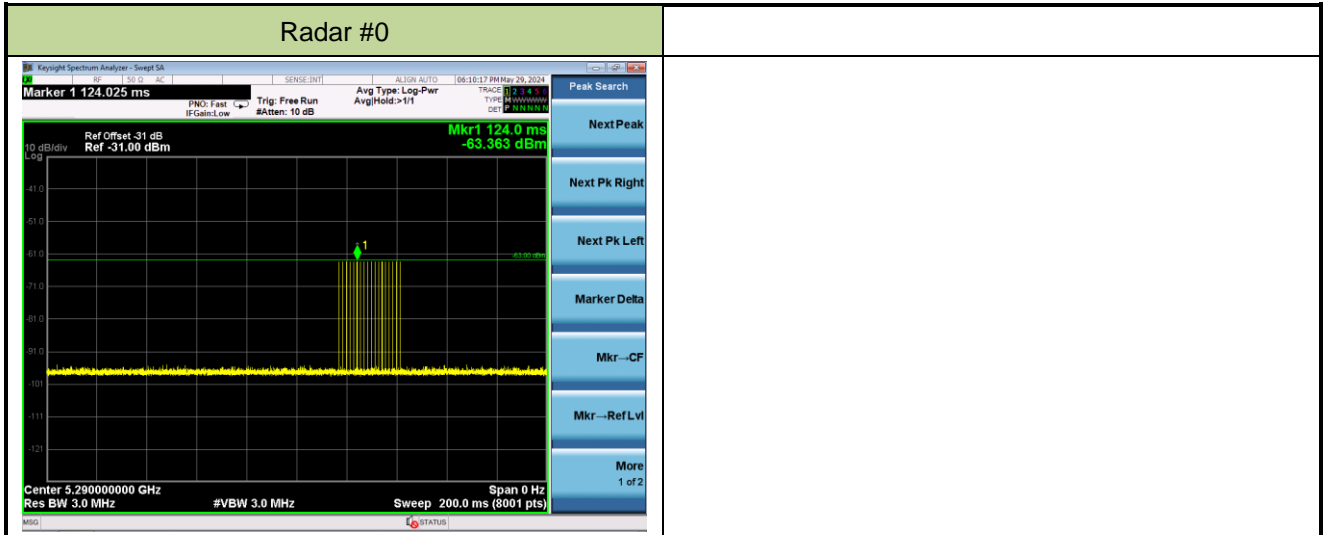 Radar #0
Keysight Spectrum Analyzer - Swept SA
RF 50 Ω AC SENSE:INT ALIGN AUTO 06:10:17 PM May 29, 2024
Marker 1 124.025 ms
PNO: Fast
IFGain:Low
Trig: Free Run
#Atten: 10 dB
Avg Type: Log-Pwr
Avg|Hold:>1/1
TRACE 1 2 3 4 5 6
TYPE M W W W W W
DET P N N N N N
Peak Search
Ref Offset -31 dB
10 dB/div Ref -31.00 dBm
Log
Mkr1 124.0 ms
-63.363 dBm
Next Peak
-41.0
Next Pk Right
-51.0
1
Next Pk Left
-61.0
-63.00 dBm
-71.0
Marker Delta
-81.0
-91.0
Mkr→CF
-101
-111
Mkr→Ref Lvl
-121
More
1 of 2
Center 5.290000000 GHz Span 0 Hz
Res BW 3.0 MHz #VBW 3.0 MHz Sweep 200.0 ms (8001 pts)
MSG STATUS